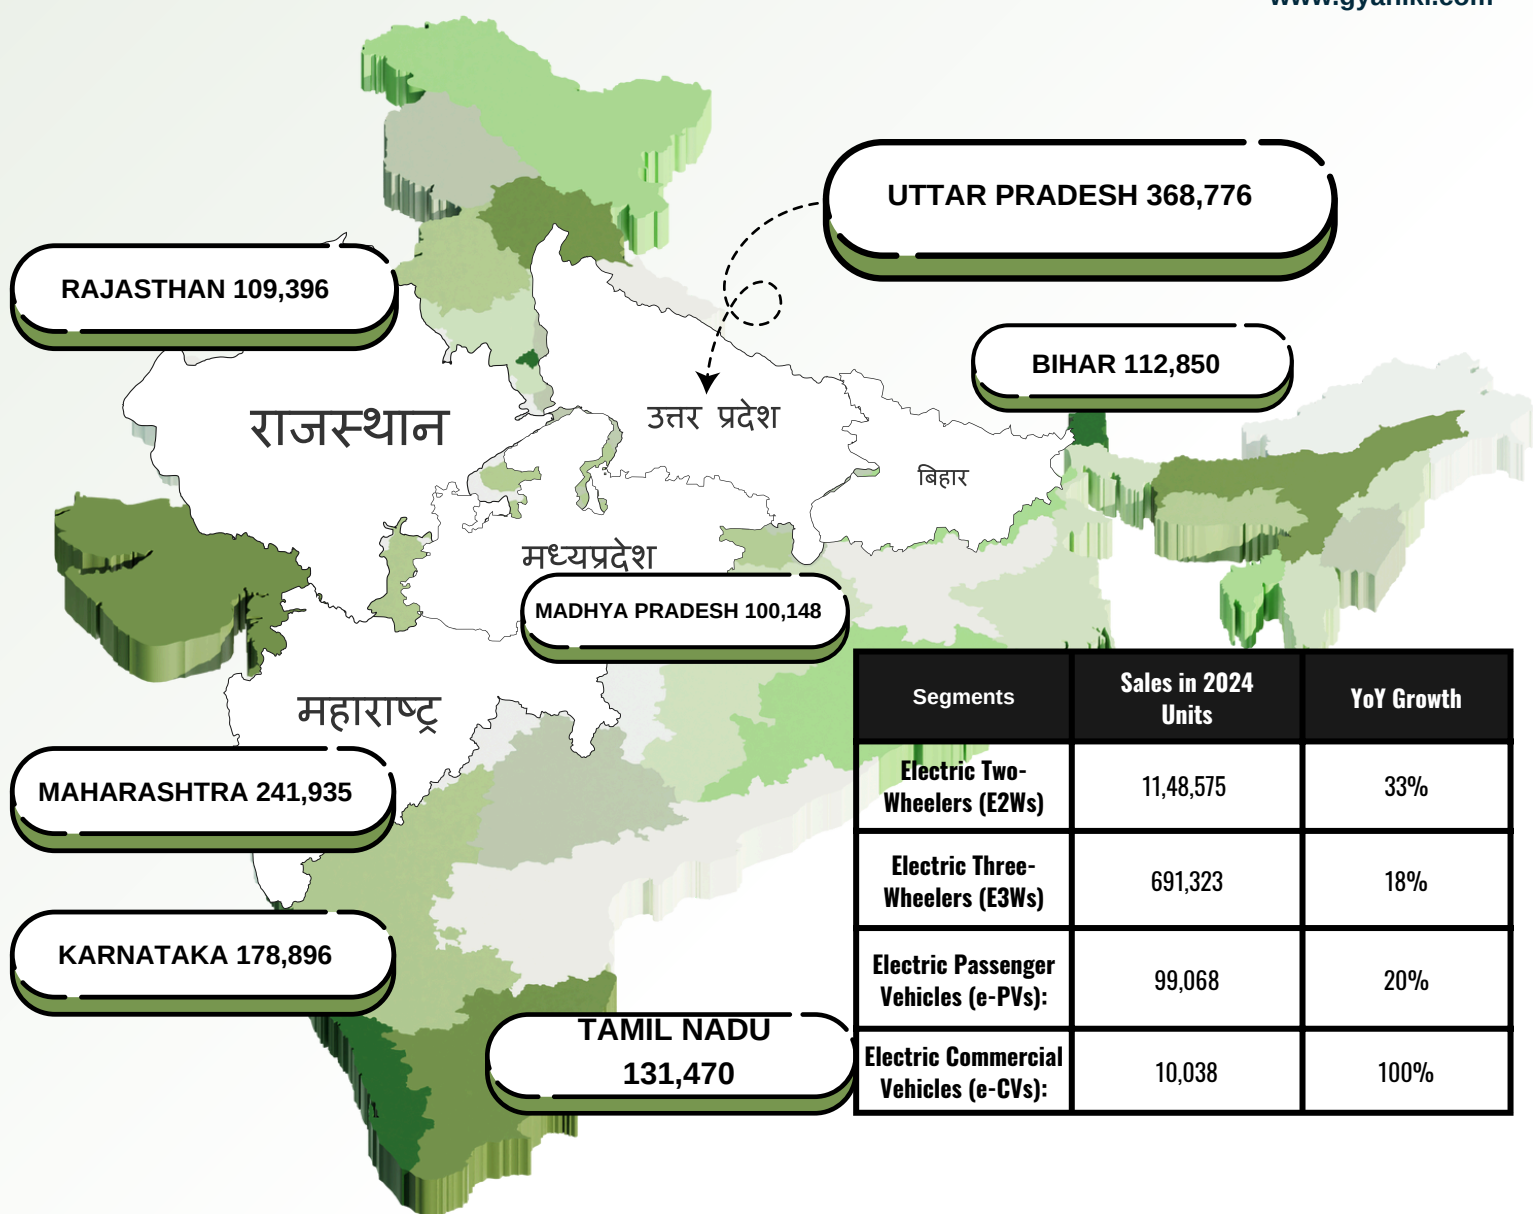 UTTAR PRADESH 368,776
RAJASTHAN 109,396
BIHAR 112,850
राजस्थान
उत्तर प्रदेश
बिहार
मध्यप्रदेश
MADHYA PRADESH 100,148
महाराष्ट्र
MAHARASHTRA 241,935
KARNATAKA 178,896
TAMIL NADU
131,470
Segments
Sales in 2024
Units
YoY Growth
Electric Two-
Wheelers (E2Ws)
11,48,575
33%
Electric Three-
Wheelers (E3Ws)
691,323
18%
Electric Passenger
Vehicles (e-PVs):
99,068
20%
Electric Commercial
Vehicles (e-CVs):
10,038
100%